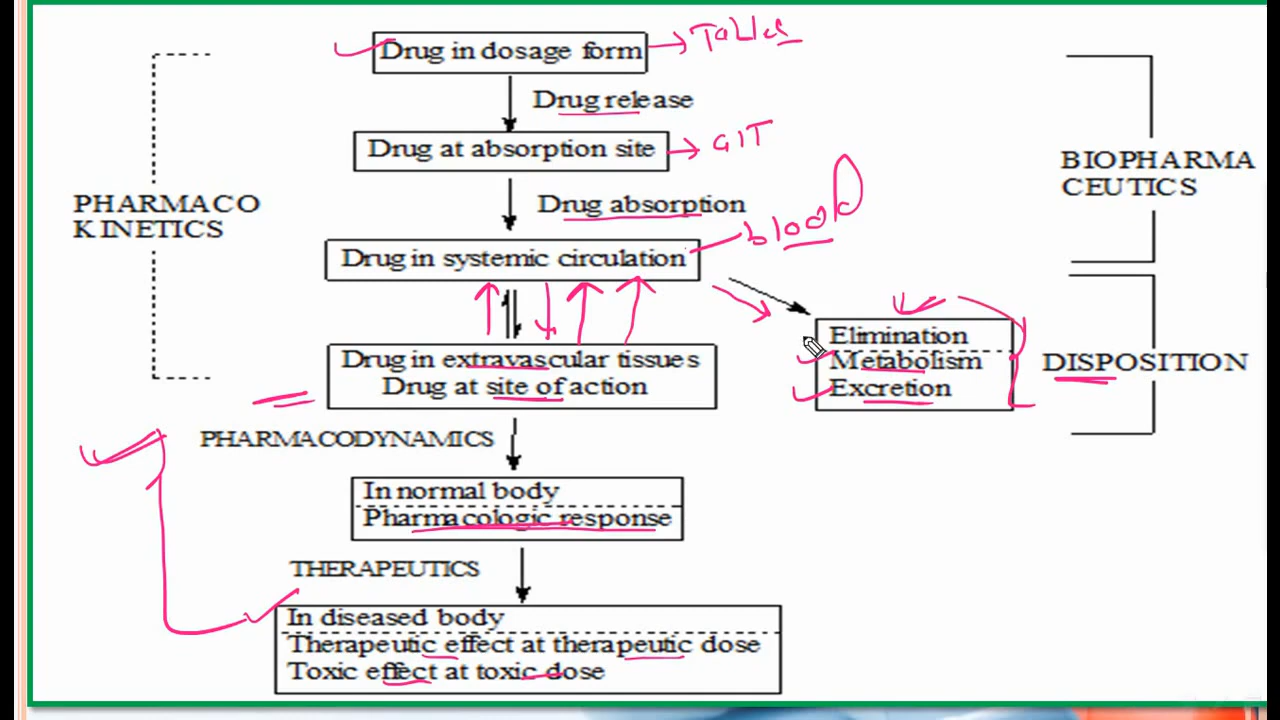 Drug in dosage form
Drug release
Drug at absorption site
GIT
Drug absorption
blood
Drug in systemic circulation
PHARMACO
KINETICS
BIOPHARMA
CEUTICS
Drug in extravascular tissues
Drug at site of action
Elimination
Metabolism
Excretion
DISPOSITION
PHARMACODYNAMICS
In normal body
Pharmacologic response
THERAPEUTICS
In diseased body
Therapeutic effect at therapeutic dose
Toxic effect at toxic dose